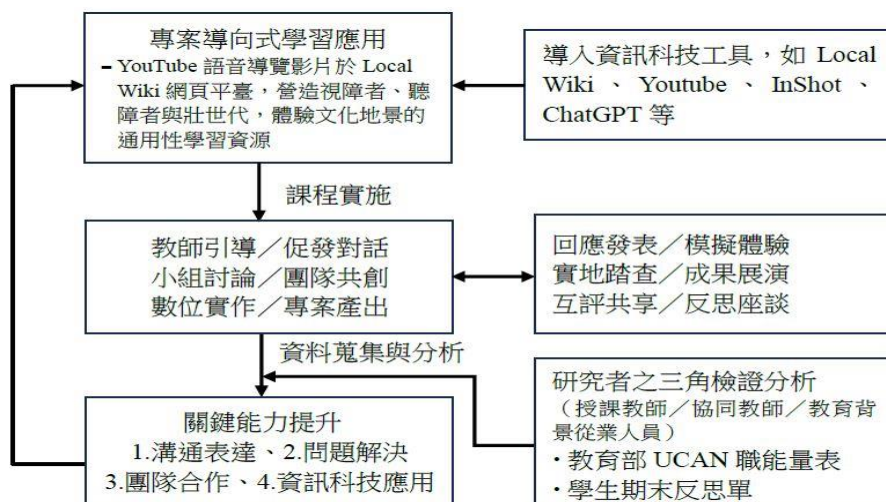 專案導向式學習應用
– YouTube 語音導覽影片於 Local
Wiki 網頁平臺，營造視障者、聽
障者與壯世代，體驗文化地景的
通用性學習資源
導入資訊科技工具，如 Local
Wiki 、 Youtube 、 InShot 、
ChatGPT 等
課程實施
教師引導／促發對話
小組討論／團隊共創
數位實作／專案產出
回應發表／模擬體驗
實地踏查／成果展演
互評共享／反思座談
資料蒐集與分析
研究者之三角檢證分析
（授課教師／協同教師／教育背
景從業人員）
・教育部 UCAN 職能量表
・學生期末反思單
關鍵能力提升
1.溝通表達、2.問題解決
3.團隊合作、4.資訊科技應用